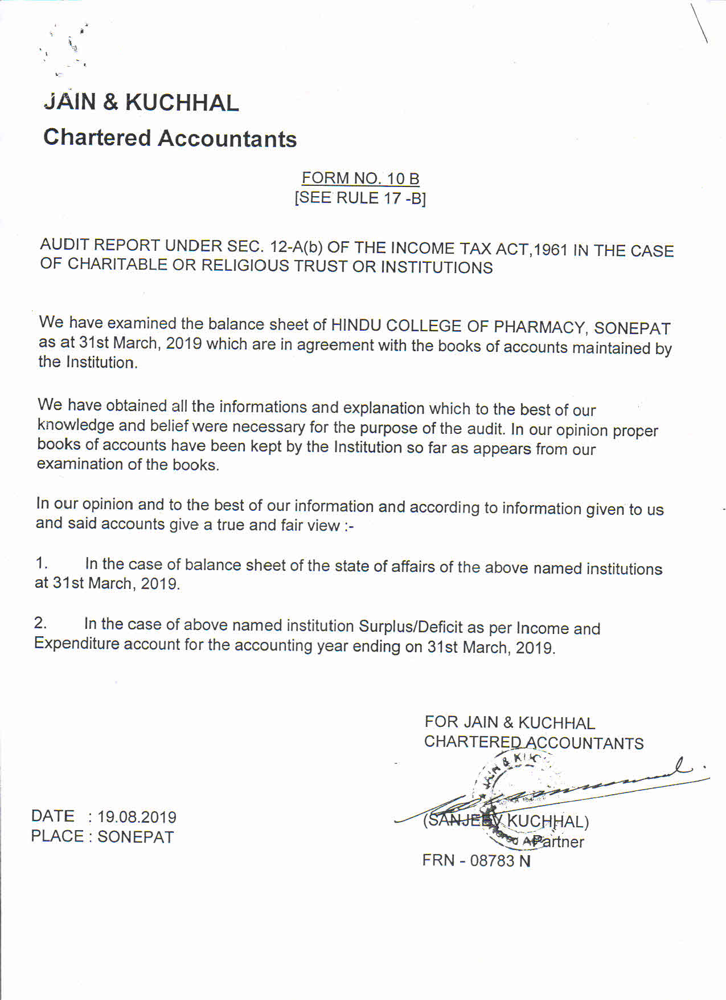 JAIN & KUCHHAL
Chartered Accountants
FORM NO. 10 B
[SEE RULE 17 -B]
AUDIT REPORT UNDER SEC. 12-A(b) OF THE INCOME TAX ACT,1961 IN THE CASE
OF CHARITABLE OR RELIGIOUS TRUST OR INSTITUTIONS
We have examined the balance sheet of HINDU COLLEGE OF PHARMACY, SONEPAT
as at 31st March, 2019 which are in agreement with the books of accounts maintained by
the Institution.
We have obtained all the informations and explanation which to the best of our
knowledge and belief were necessary for the purpose of the audit. In our opinion proper
books of accounts have been kept by the Institution so far as appears from our
examination of the books.
In our opinion and to the best of our information and according to information given to us
and said accounts give a true and fair view :-
1. In the case of balance sheet of the state of affairs of the above named institutions
at 31st March, 2019.
2. In the case of above named institution Surplus/Deficit as per Income and
Expenditure account for the accounting year ending on 31st March, 2019.
FOR JAIN & KUCHHAL
CHARTERED ACCOUNTANTS
JAIN &
DATE : 19.08.2019
(SANJEEV KUCHHAL)
PLACE : SONEPAT
Partner
FRN - 08783 N